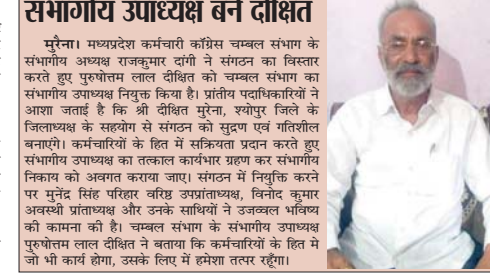 संभागीय उपाध्यक्ष बने दीक्षित
मुरैना। मध्यप्रदेश कर्मचारी कॉंग्रेस चम्बल संभाग के
संभागीय अध्यक्ष राजकुमार दांगी ने संगठन का विस्तार
करते हुए पुरुषोत्तम लाल दीक्षित को चम्बल संभाग का
संभागीय उपाध्यक्ष नियुक्त किया है। प्रांतीय पदाधिकारियों ने
आशा जताई है कि श्री दीक्षित मुरेना, श्योपुर जिले के
जिलाध्यक्ष के सहयोग से संगठन को सुद्रण एवं गतिशील
बनाएंगे। कर्मचारियों के हित में सक्रियता प्रदान करते हुए
संभागीय उपाध्यक्ष का तत्काल कार्यभार ग्रहण कर संभागीय
निकाय को अवगत कराया जाए। संगठन में नियुक्ति करने
पर मुनेंद्र सिंह परिहार वरिष्ठ उपप्रांताध्यक्ष, विनोद कुमार
अवस्थी प्रांताध्यक्ष और उनके साथियों ने उजव्वल भविष्य
की कामना की है। चम्बल संभाग के संभागीय उपाध्यक्ष
पुरुषोत्तम लाल दीक्षित ने बताया कि कर्मचारियों के हित मे
जो भी कार्य होगा, उसके लिए में हमेशा तत्पर रहूँगा।